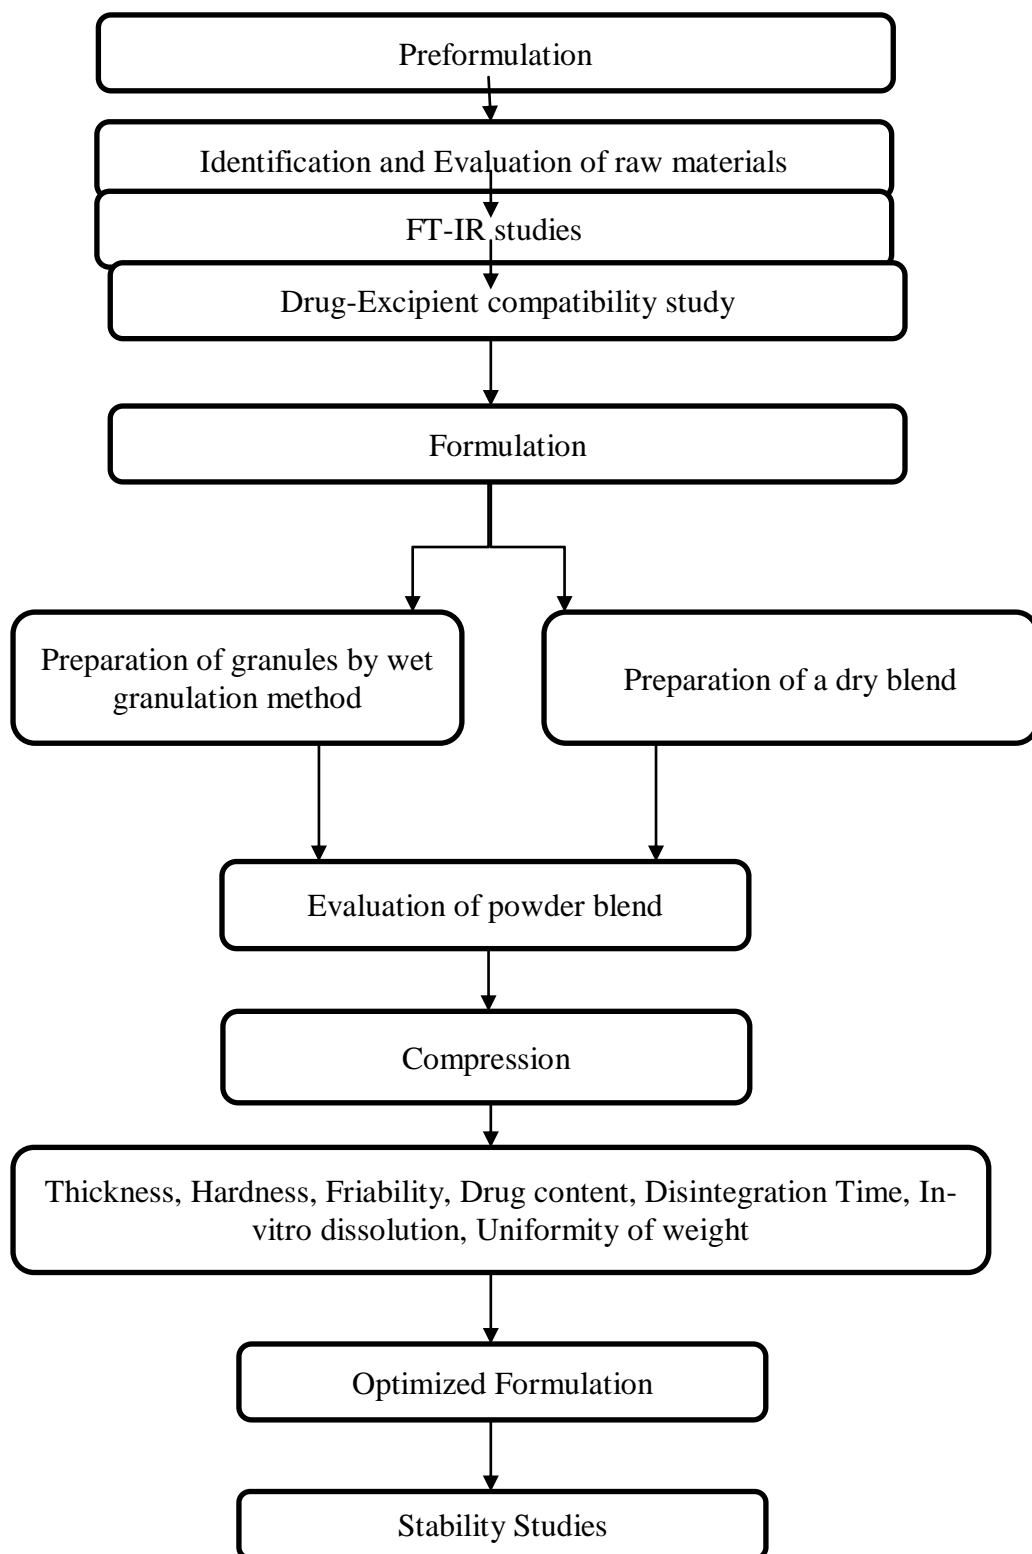 Preformulation
Identification and Evaluation of raw materials
FT-IR studies
Drug-Excipient compatibility study
Formulation
Preparation of granules by wet
granulation method
Preparation of a dry blend
Evaluation of powder blend
Compression
Thickness, Hardness, Friability, Drug content, Disintegration Time, In-
vitro dissolution, Uniformity of weight
Optimized Formulation
Stability Studies